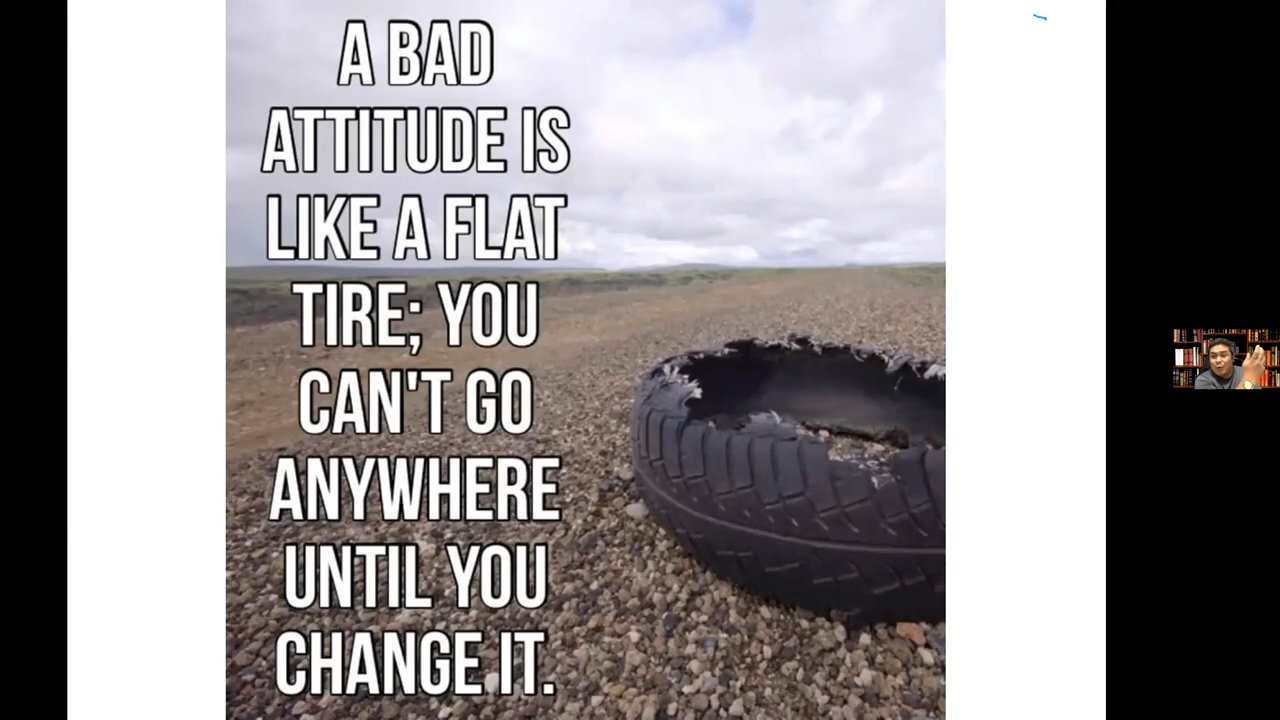 A BAD
ATTITUDE IS
LIKE A FLAT
TIRE; YOU
CAN'T GO
ANYWHERE
UNTIL YOU
CHANGE IT.